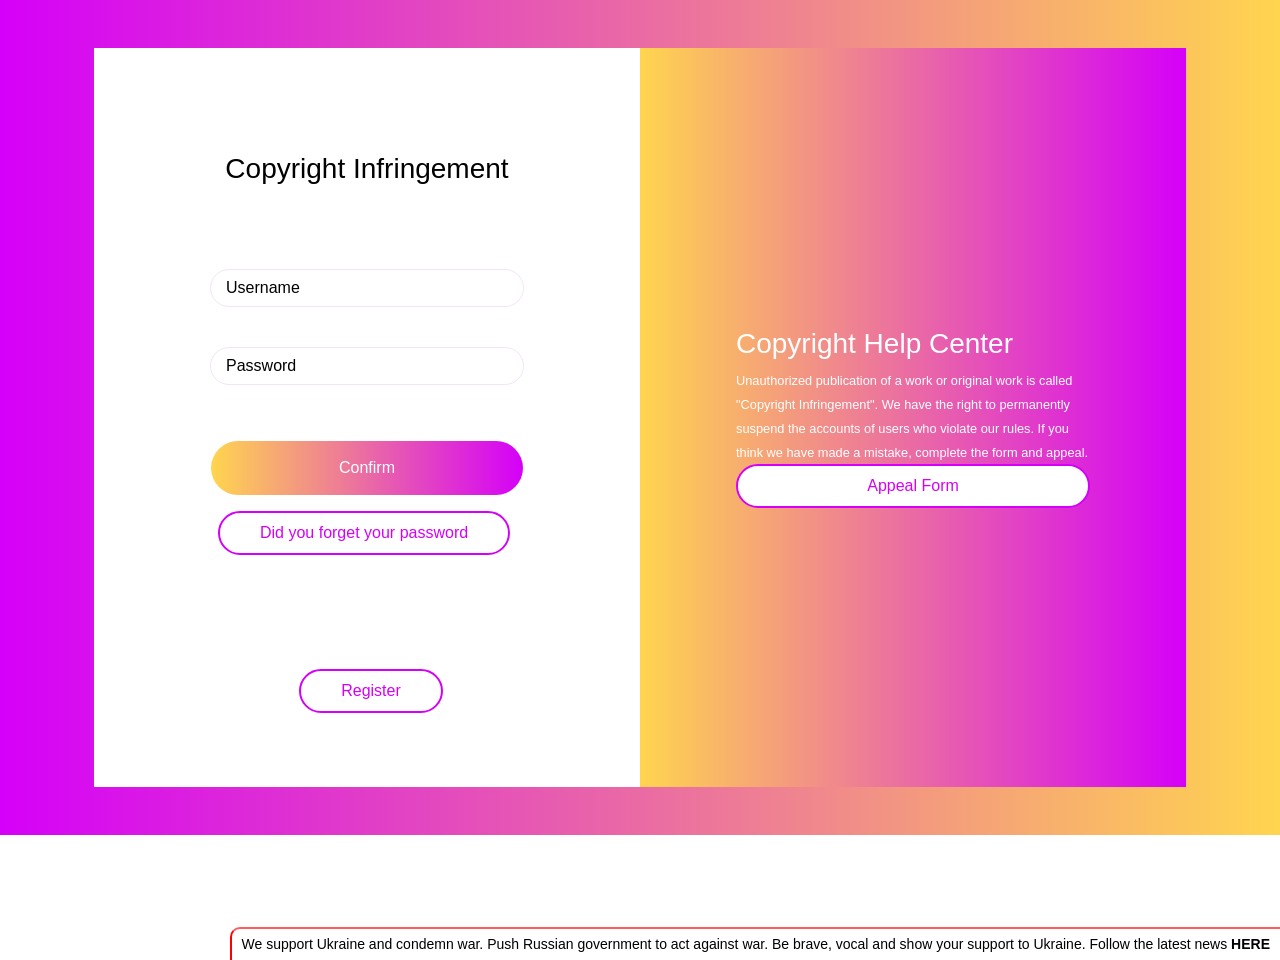 Copyright Infringement
Username
Password
Confirm
Did you forget your password
Register
Copyright Help Center
Unauthorized publication of a work or original work is called
"Copyright Infringement". We have the right to permanently
suspend the accounts of users who violate our rules. If you
think we have made a mistake, complete the form and appeal.
Appeal Form
We support Ukraine and condemn war. Push Russian government to act against war. Be brave, vocal and show your support to Ukraine. Follow the latest news HERE